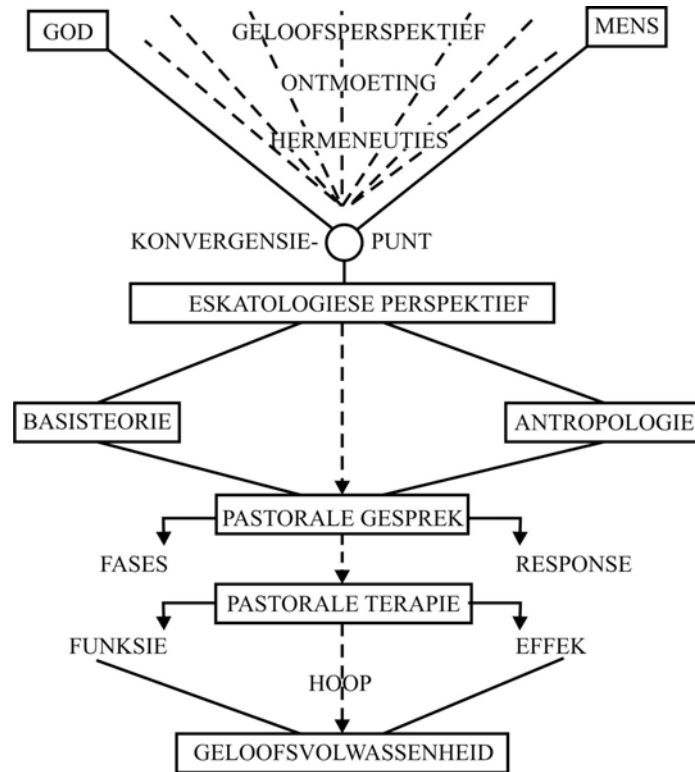 GOD GELOOFSPERSPEKTIEF MENS
ONTMOETING
HERMENEUTIES
KONVERGENSIE- PUNT
ESKATOLOGIESE PERSPEKTIEF
BASISTEORIE ANTROPOLOGIE
PASTORALE GESPREK
FASES RESPONSE
PASTORALE TERAPIE
FUNKSIE EFFEK
HOOP
GELOOFSVOLWASSENHEID